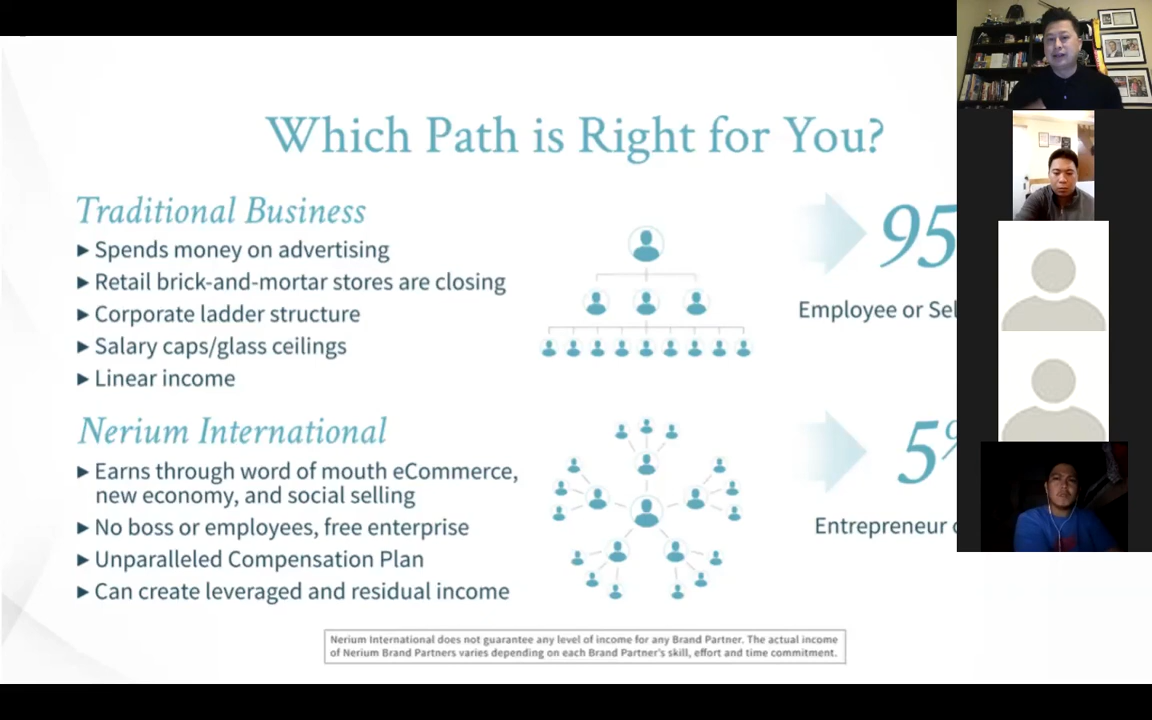 Which Path is Right for You?
Traditional Business
▶ Spends money on advertising
▶ Retail brick-and-mortar stores are closing
▶ Corporate ladder structure
▶ Salary caps/glass ceilings
▶ Linear income
95
Employee or Sel
Nerium International
▶ Earns through word of mouth eCommerce,
new economy, and social selling
▶ No boss or employees, free enterprise
▶ Unparalleled Compensation Plan
▶ Can create leveraged and residual income
5%
Entrepreneur
Nerium International does not guarantee any level of income for any Brand Partner. The actual income
of Nerium Brand Partners varies depending on each Brand Partner's skill, effort and time commitment.